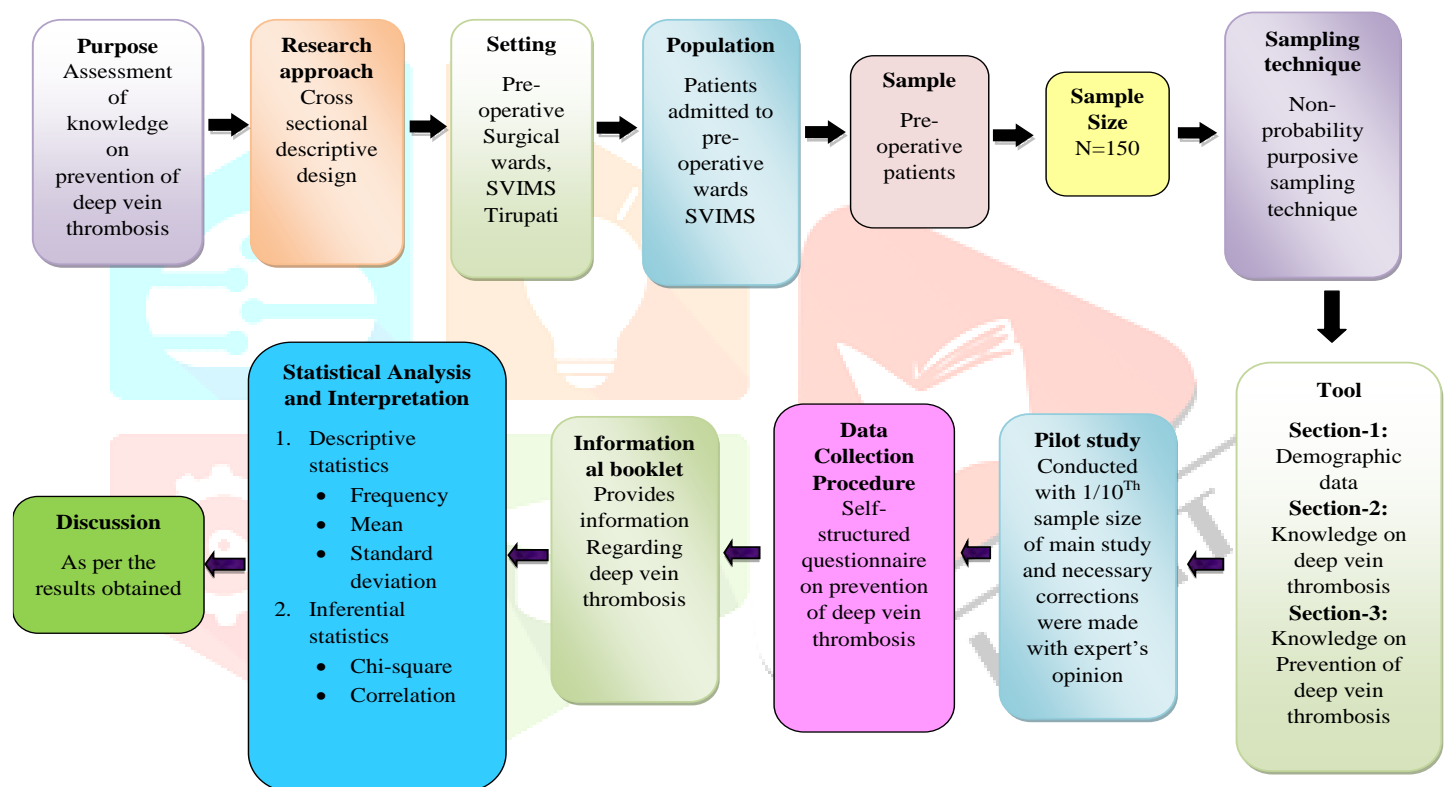 Purpose
Assessment
of
knowledge
on
prevention of
deep vein
thrombosis
Research
approach
Cross
sectional
descriptive
design
Setting
Pre-
operative
Surgical
wards,
SVIMS
Tirupati
Population
Patients
admitted to
pre-
operative
wards
SVIMS
Sample
Pre-
operative
patients
Sample
Size
N=150
Sampling
technique
Non-
probability
purposive
sampling
technique
Tool
Section-1:
Demographic
data
Section-2:
Knowledge on
deep vein
thrombosis
Section-3:
Knowledge on
Prevention of
deep vein
thrombosis
Pilot study
Conducted
with 1/10Th
sample size
of main study
and necessary
corrections
were made
with expert’s
opinion
Data
Collection
Procedure
Self-
structured
questionnaire
on prevention
of deep vein
thrombosis
Information
al booklet
Provides
information
Regarding
deep vein
thrombosis
Statistical Analysis
and Interpretation
1. Descriptive
statistics
• Frequency
• Mean
• Standard
deviation
2. Inferential
statistics
• Chi-square
• Correlation
Discussion
As per the
results obtained